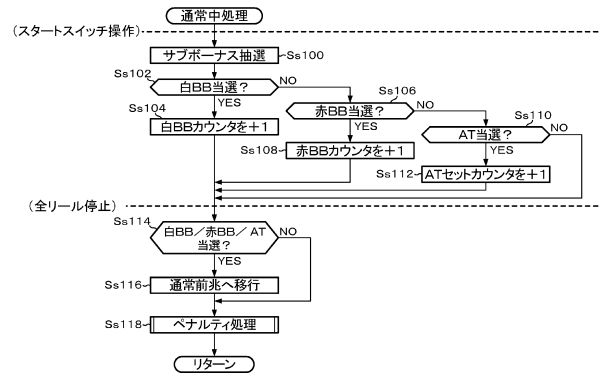 通常中処理
(スタートスイッチ操作)
サブボーナス抽選
Ss100
Ss102
白BB当選？
NO
YES
Ss104
白BBカウンタを＋1
Ss106
赤BB当選？
NO
YES
Ss108
赤BBカウンタを＋1
Ss110
AT当選？
NO
YES
Ss112
ATセットカウンタを＋1
(全リール停止)
Ss114
白BB／赤BB／AT
当選？
NO
YES
Ss116
通常前兆へ移行
Ss118
ペナルティ処理
リターン